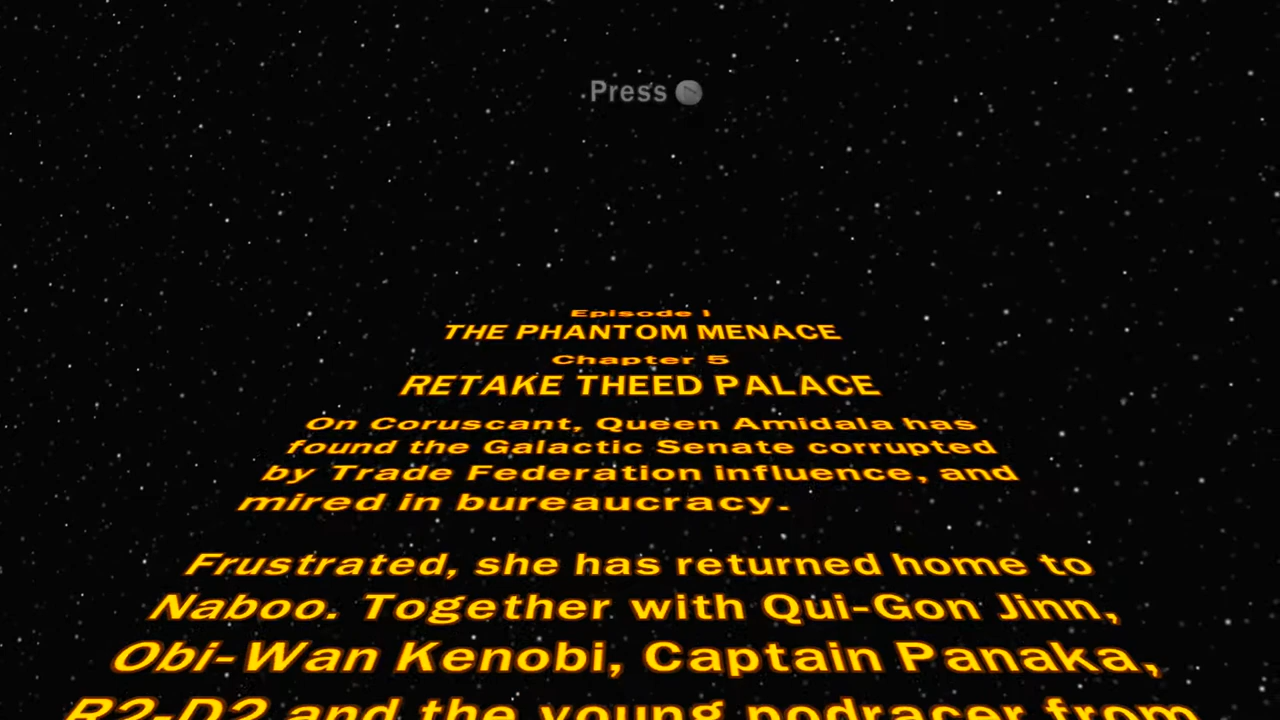 Press
Episode I
THE PHANTOM MENACE
Chapter 5
RETAKE THEED PALACE
On Coruscant, Queen Amidala has
found the Galactic Senate corrupted
by Trade Federation influence, and
mired in bureaucracy.
Frustrated, she has returned home to
Naboo. Together with Qui-Gon Jinn,
Obi-Wan Kenobi, Captain Panaka,
R2-D2 and the young podracer from